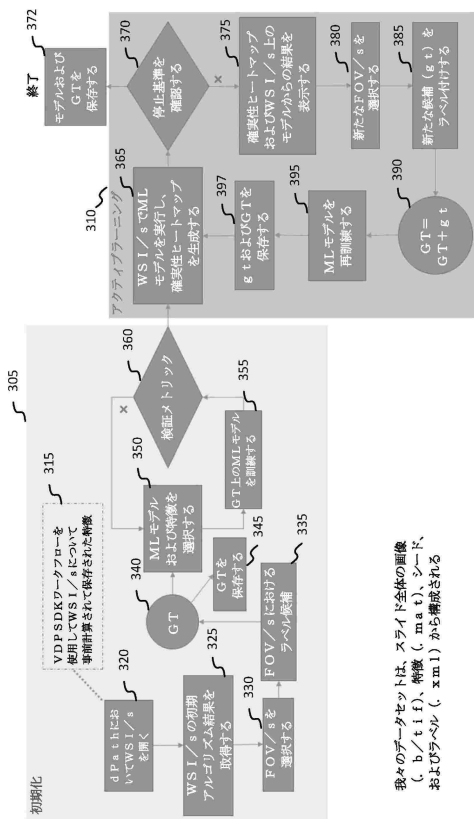 305
初期化
315
VDPSDKワークフローを
使用してWSI/sについて
事前計算されて保存された特徴
320
dPathにお
いてWSI/s
を開く
325
WSI/sの初期
アルゴリズム結果を
取得する
330
FOV/sを
選択する
335
FOV/sにおける
ラベル候補
340
GT
345
GTを
保存する
350
MLモデル
および特徴を
選択する
355
GT上のMLモデル
を訓練する
360
検証メトリック
×
310
アクティブラーニング
365
WSI/sでML
モデルを実行し、
確実性ヒートマップ
を生成する
370
停止基準を
確認する
×
372
終了
モデルおよび
GTを
保存する
375
確実性ヒートマップ
およびWSI/s上の
モデルからの結果を
表示する
380
新たなFOV/sを
選択する
385
新たな候補(gt)を
ラベル付けする
390
GT=
GT+gt
395
MLモデルを
再訓練する
397
gtおよびGTを
保存する
我々のデータセットは、スライド全体の画像
(.b/tif)、特徴(.mat)、シード、
およびラベル(.xml)から構成される